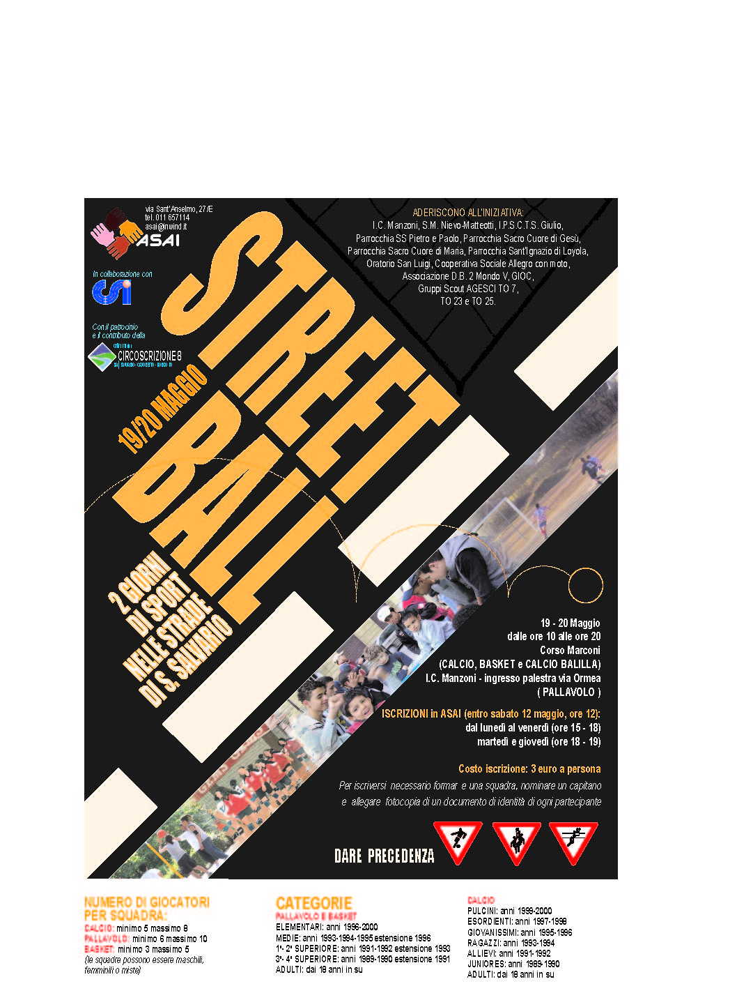 via Sant'Anselmo, 27/E
tel. 011 657114
asai@inwind.it
ASAI
In collaborazione con
Con il patrocinio
e il contributo della
CIRCOSCRIZIONE 8
ADERISCONO ALL'INIZIATIVA:
I.C. Manzoni, S.M. Nievo-Matteotti, I.P.S.C.T.S. Giulio,
Parrocchia SS Pietro e Paolo, Parrocchia Sacro Cuore di Gesù,
Parrocchia Sacro Cuore di Maria, Parrocchia Sant'Ignazio di Loyola,
Oratorio San Luigi, Cooperativa Sociale Allegro con moto,
Associazione D.B. 2 Mondo V, GIOC,
Gruppi Scout AGESCI TO 7,
TO 23 e TO 25.
STREET
BALL
19/20 MAGGIO
2 GIORNI
DI SPORT
NELLE STRADE
DI S. SALVARIO
19 - 20 Maggio
dalle ore 10 alle ore 20
Corso Marconi
(CALCIO, BASKET e CALCIO BALILLA)
I.C. Manzoni - ingresso palestra via Ormea
( PALLAVOLO )
ISCRIZIONI in ASAI (entro sabato 12 maggio, ore 12):
dal lunedì al venerdì (ore 15 - 18)
martedì e giovedì (ore 18 - 19)
Costo iscrizione: 3 euro a persona
Per iscriversi necessario formar e una squadra, nominare un capitano
e allegare fotocopia di un documento di identità di ogni partecipante
DARE PRECEDENZA
NUMERO DI GIOCATORI
PER SQUADRA:
CALCIO: minimo 5 massimo 8
PALLAVOLO: minimo 6 massimo 10
BASKET: minimo 3 massimo 5
(le squadre possono essere maschili,
femminili o miste)
CATEGORIE
PALLAVOLO E BASKET
ELEMENTARI: anni 1996-2000
MEDIE: anni 1993-1994-1995 estensione 1996
1ª- 2ª SUPERIORE: anni 1991-1992 estensione 1993
3ª- 4ª SUPERIORE: anni 1989-1990 estensione 1991
ADULTI: dai 18 anni in su
CALCIO
PULCINI: anni 1999-2000
ESORDIENTI: anni 1997-1998
GIOVANISSIMI: anni 1995-1996
RAGAZZI: anni 1993-1994
ALLIEVI: anni 1991-1992
JUNIORES: anni 1989-1990
ADULTI: dai 18 anni in su